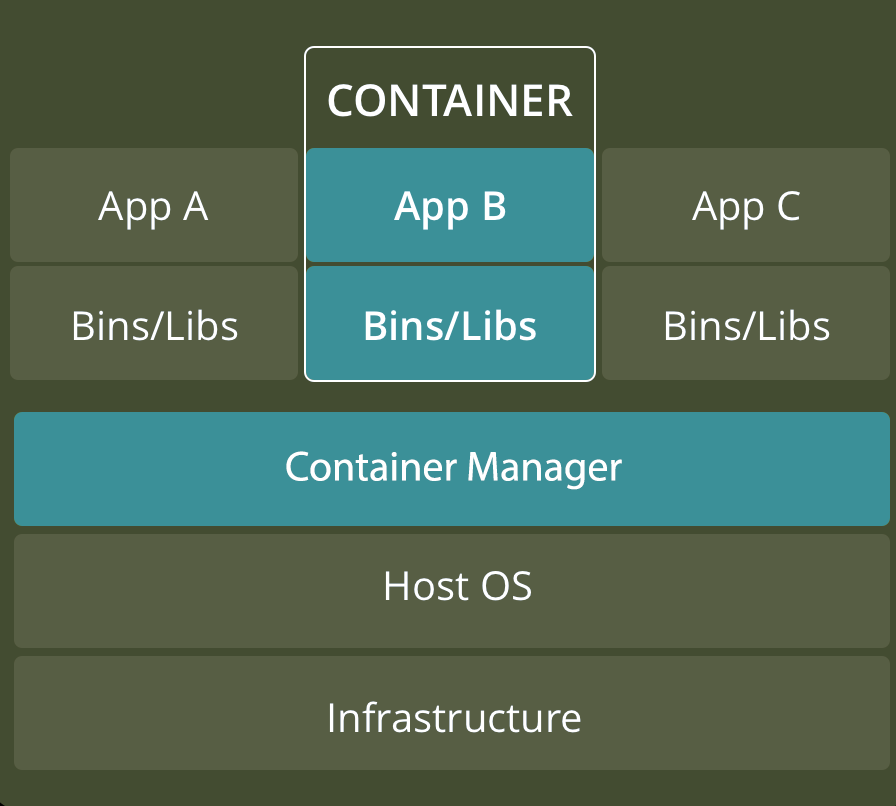 CONTAINER
App A
App B
App C
Bins/Libs
Bins/Libs
Bins/Libs
Container Manager
Host OS
Infrastructure